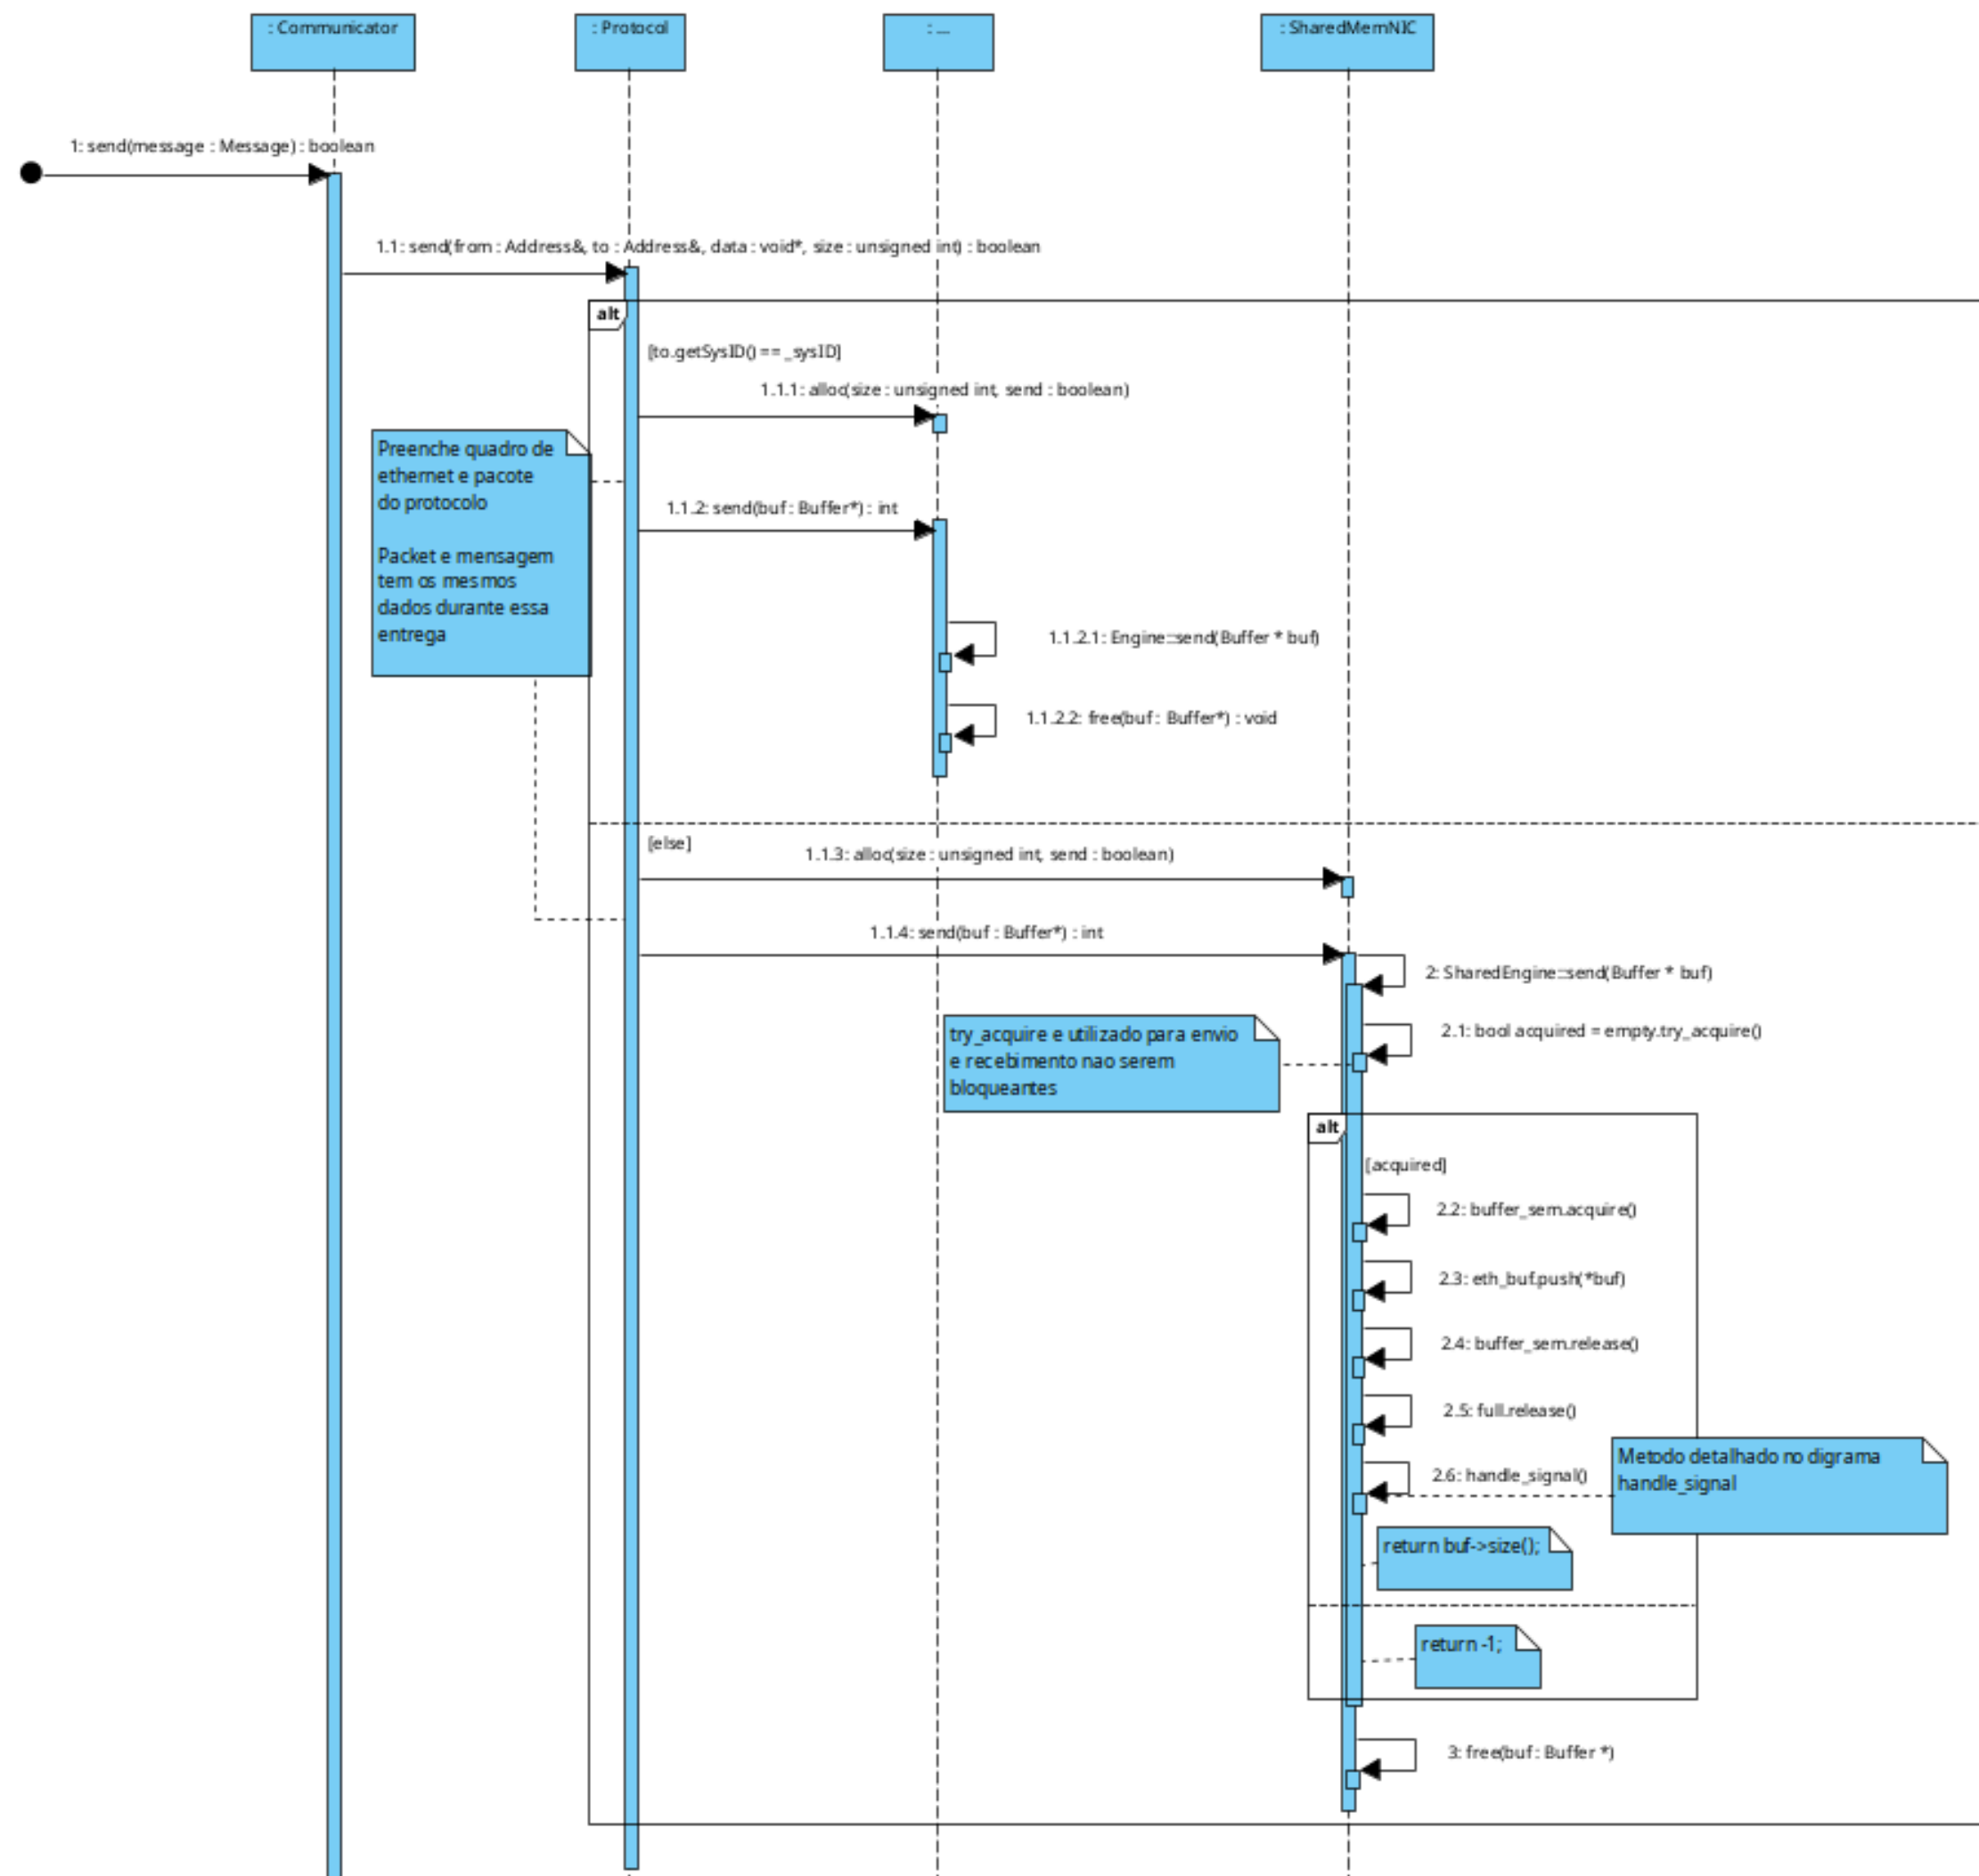 : Communicator
: Protocol
: ...
: SharedMemNIC
1: send(message : Message) : boolean
1.1: send(from : Address&, to : Address&, data : void*, size : unsigned int) : boolean
alt
[to.getSysID() == _sysID]
1.1.1: alloc(size : unsigned int, send : boolean)
Preenche quadro de
ethernet e pacote
do protocolo
Packet e mensagem
tem os mesmos
dados durante essa
entrega
1.1.2: send(buf : Buffer*) : int
1.1.2.1: Engine::send(Buffer * buf)
1.1.2.2: free(buf : Buffer*) : void
[else]
1.1.3: alloc(size : unsigned int, send : boolean)
1.1.4: send(buf : Buffer*) : int
2: SharedEngine::send(Buffer * buf)
try_acquire e utilizado para envio
e recebimento nao serem
bloqueantes
2.1: bool acquired = empty.try_acquire()
alt
[acquired]
2.2: buffer_sem.acquire()
2.3: eth_buf.push(*buf)
2.4: buffer_sem.release()
2.5: full.release()
2.6: handle_signal()
Metodo detalhado no digrama
handle_signal
return buf->size();
return -1;
3: free(buf : Buffer *)